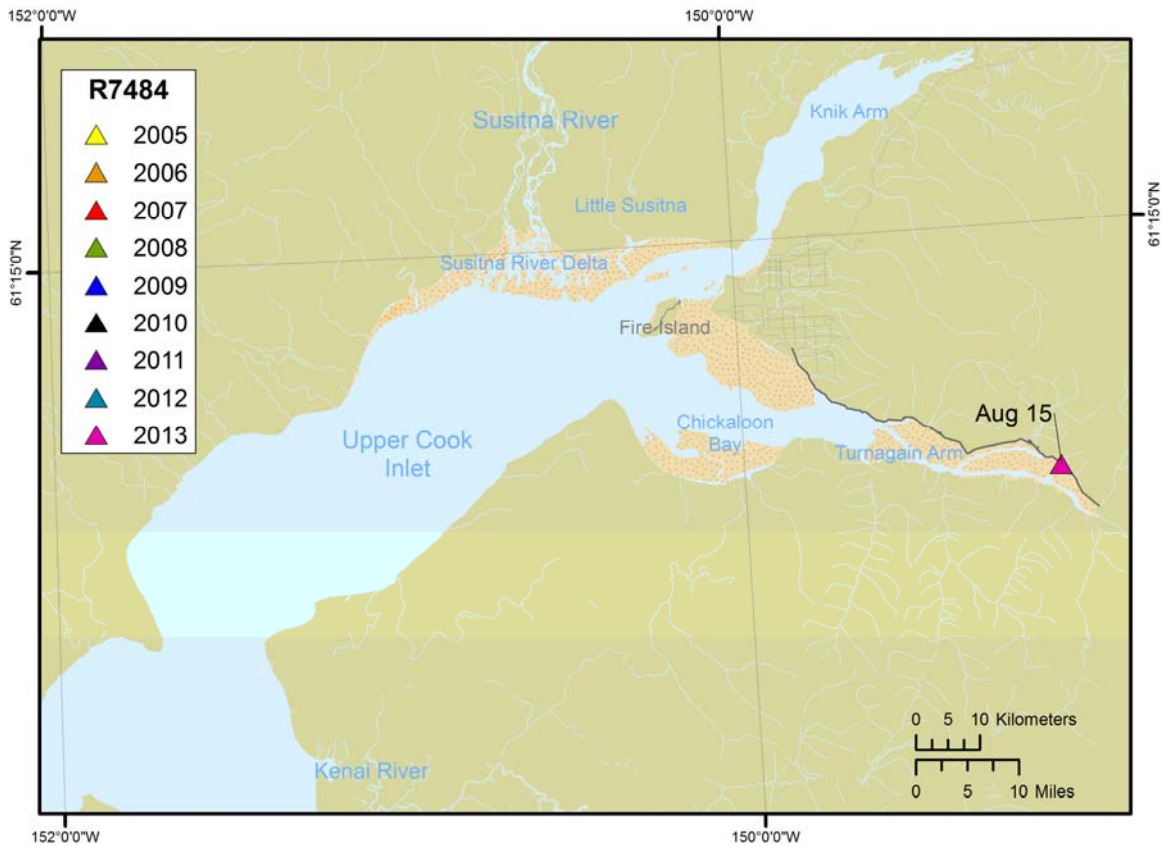 152°0'0"W
150°0'0"W
R7484
2005
2006
2007
2008
2009
2010
2011
2012
2013
Susitna River
Knik Arm
Little Susitna
61°15'0"N
61°15'0"N
Susitna River Delta
Fire Island
Chickaloon
Bay
Aug 15
Upper Cook
Inlet
Turnagain Arm
0 5 10 Kilometers
0 5 10 Miles
Kenai River
152°0'0"W
150°0'0"W